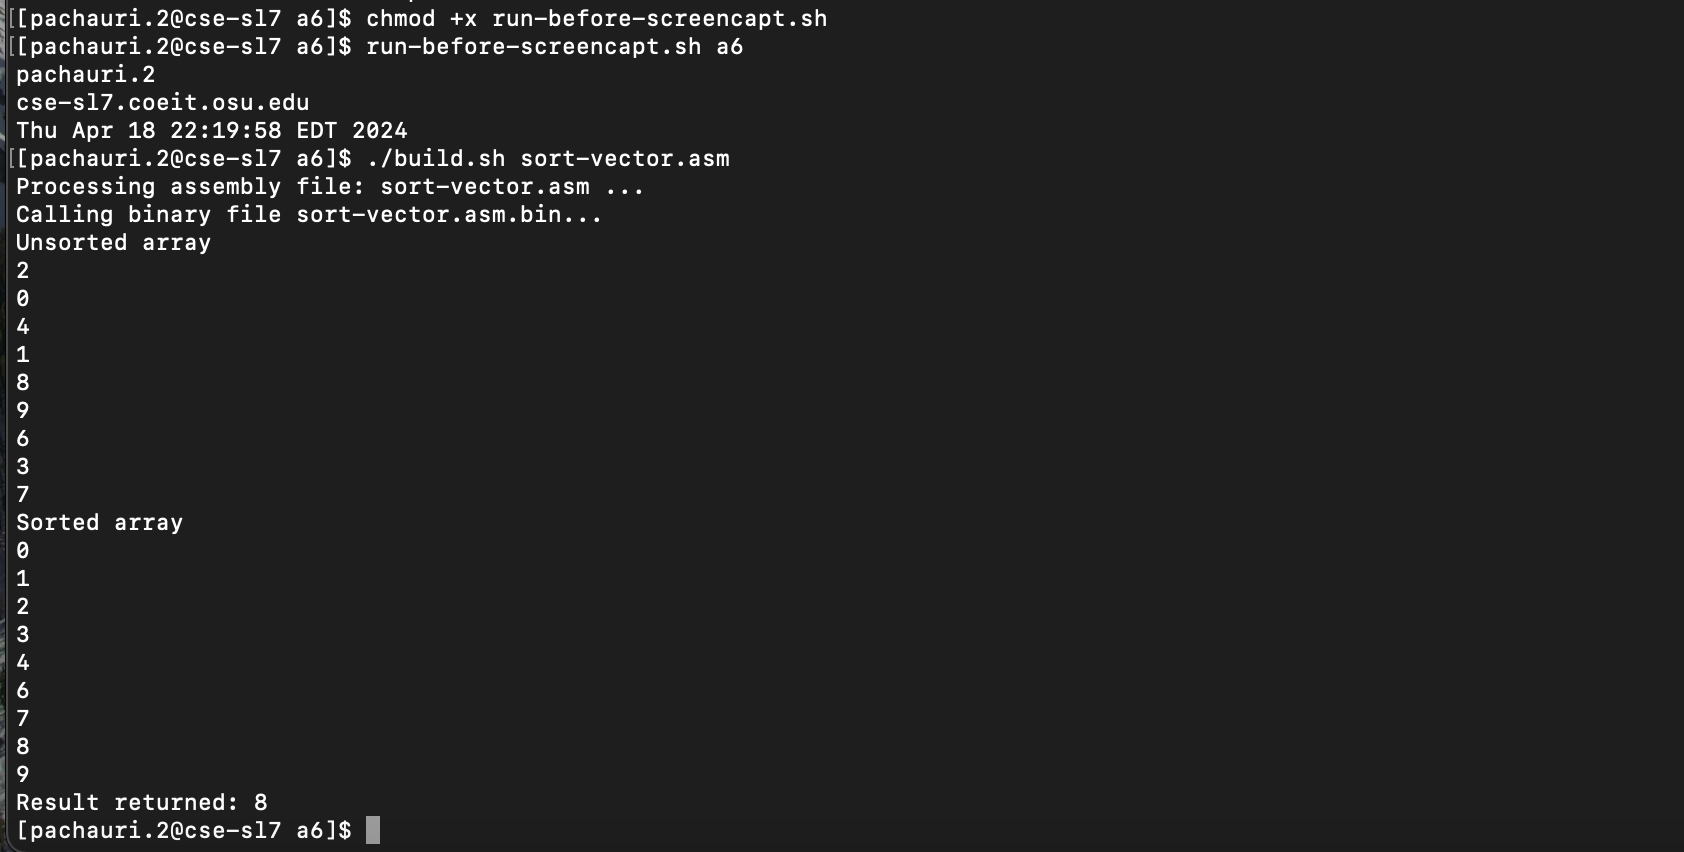 [[pachauri.2@cse-sl7 a6]$ chmod +x run-before-screencapt.sh
[[pachauri.2@cse-sl7 a6]$ run-before-screencapt.sh a6
pachauri.2
cse-sl7.coeit.osu.edu
Thu Apr 18 22:19:58 EDT 2024
[[pachauri.2@cse-sl7 a6]$ ./build.sh sort-vector.asm
Processing assembly file: sort-vector.asm ...
Calling binary file sort-vector.asm.bin...
Unsorted array
2
0
4
1
8
9
6
3
7
Sorted array
0
1
2
3
4
6
7
8
9
Result returned: 8
[pachauri.2@cse-sl7 a6]$